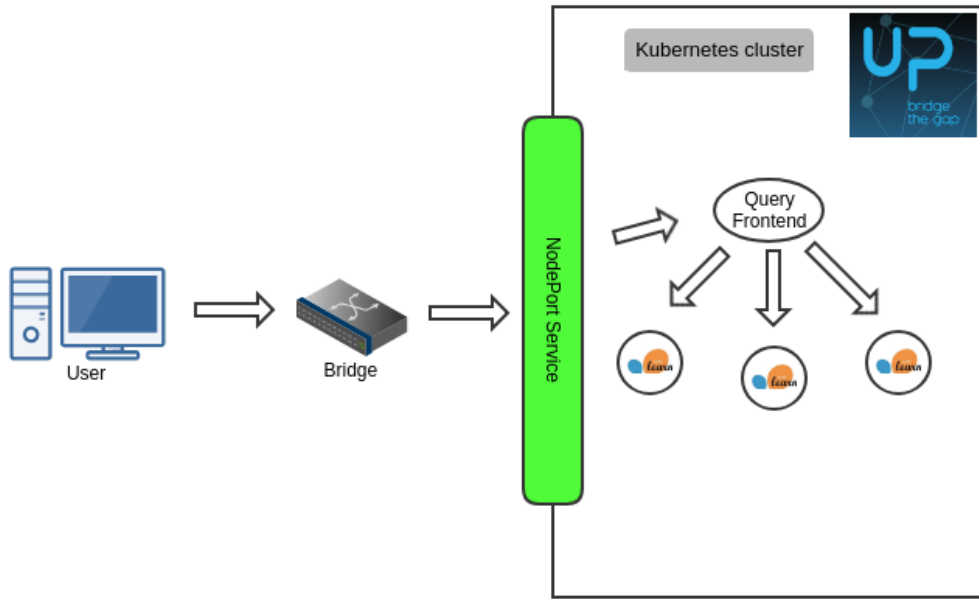 Kubernetes cluster
UP
bridge
the gap
Query
Frontend
NodePort Service
User
Bridge
learn
learn
learn